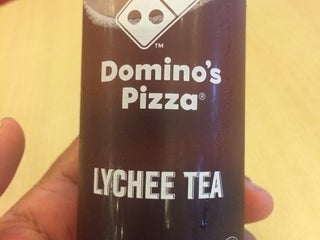 ™
Domino's
Pizza®
LYCHEE TEA